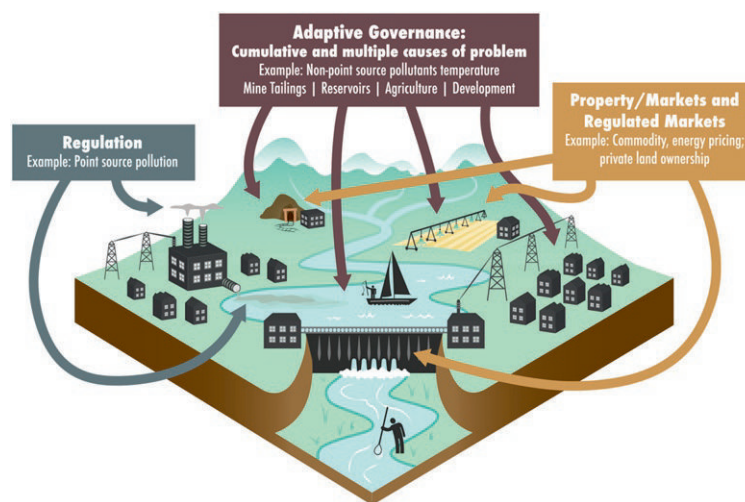 Adaptive Governance:
Cumulative and multiple causes of problem
Example: Non-point source pollutants temperature
Mine Tailings | Reservoirs | Agriculture | Development
Property/Markets and
Regulated Markets
Example: Commodity, energy pricing;
private land ownership
Regulation
Example: Point source pollution